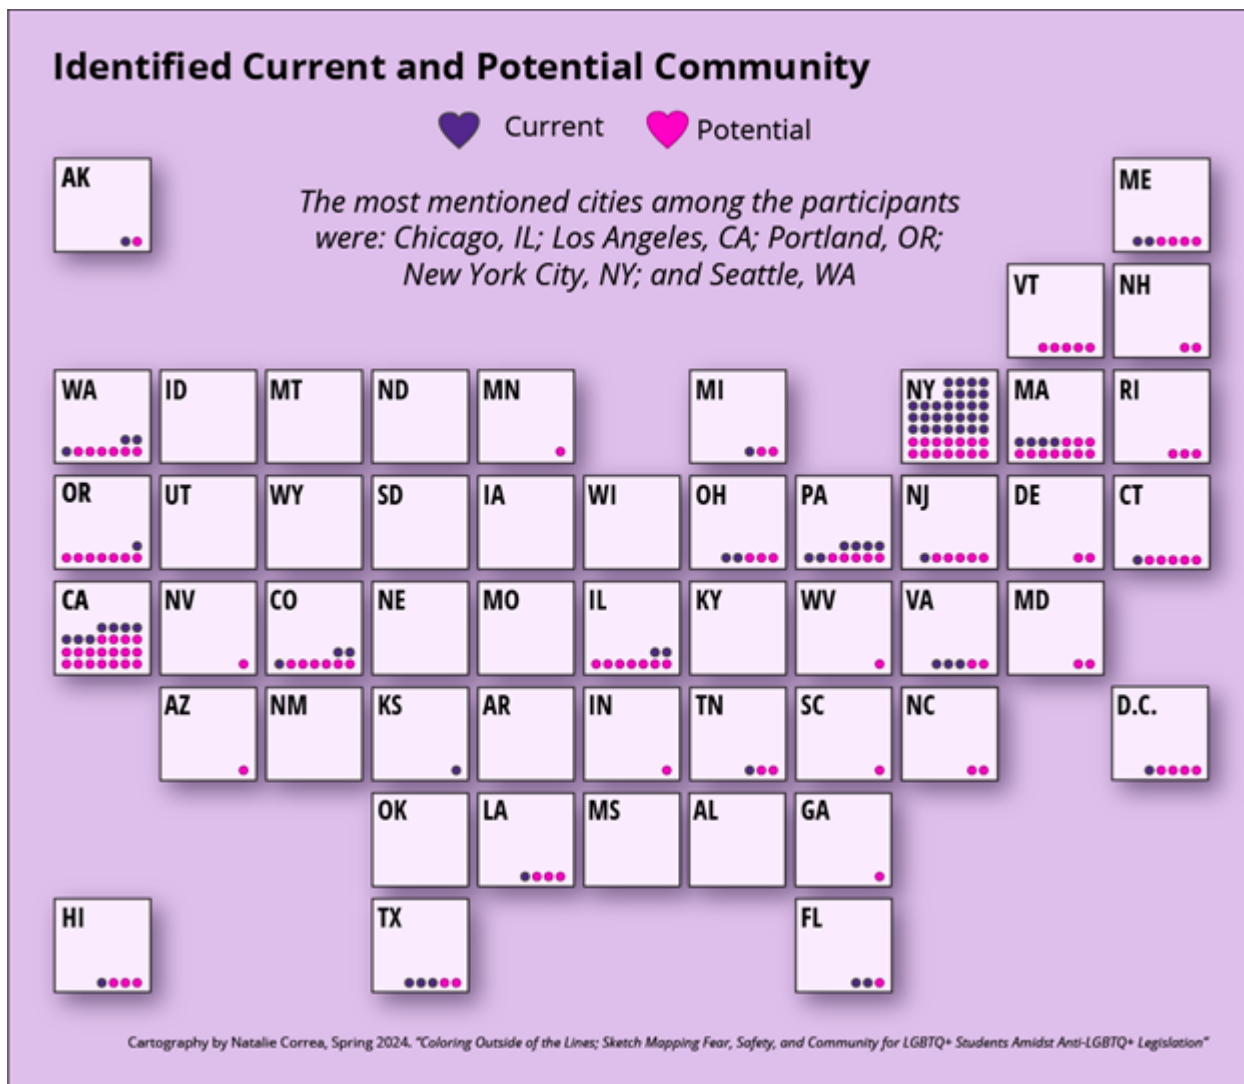 Identified Current and Potential Community
Current Potential
AK
The most mentioned cities among the participants
were: Chicago, IL; Los Angeles, CA; Portland, OR;
New York City, NY; and Seattle, WA
ME
VT NH
WA ID MT ND MN MI NY MA RI
OR UT WY SD IA WI OH PA NJ DE CT
CA NV CO NE MO IL KY WV VA MD
AZ NM KS AR IN TN SC NC D.C.
OK LA MS AL GA
HI TX FL
Cartography by Natalie Correa, Spring 2024. "Coloring Outside of the Lines; Sketch Mapping Fear, Safety, and Community for LGBTQ+ Students Amidst Anti-LGBTQ+ Legislation"